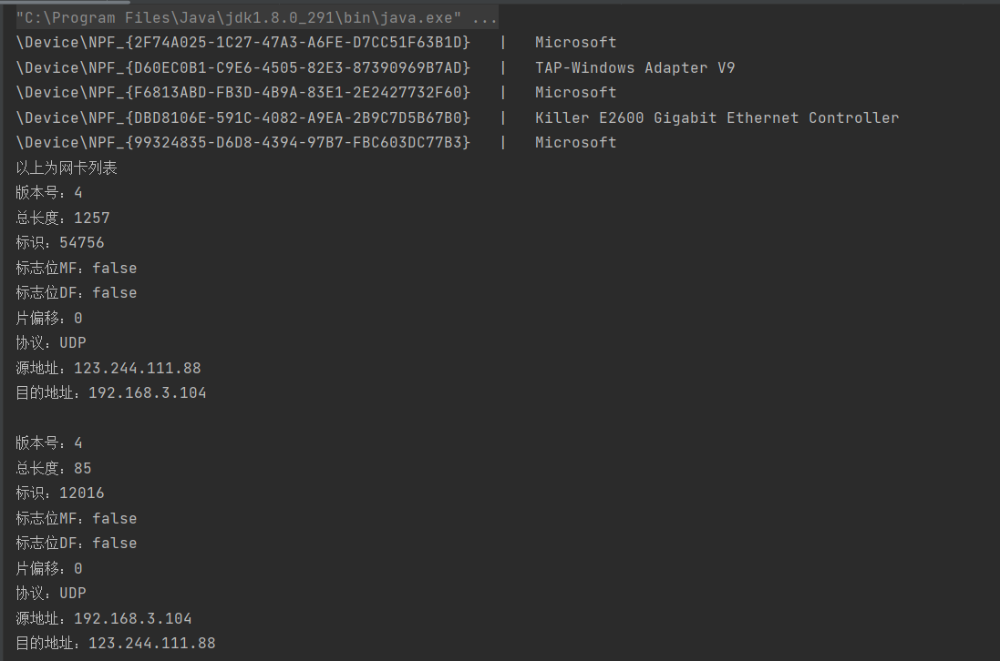 "C:\Program Files\Java\jdk1.8.0_291\bin\java.exe" ...
\Device\NPF_{2F74A025-1C27-47A3-A6FE-D7CC51F63B1D}   |   Microsoft
\Device\NPF_{D60EC0B1-C9E6-4505-82E3-87390969B7AD}   |   TAP-Windows Adapter V9
\Device\NPF_{F6813ABD-FB3D-4B9A-83E1-2E2427732F60}   |   Microsoft
\Device\NPF_{DBD8106E-591C-4082-A9EA-2B9C7D5B67B0}   |   Killer E2600 Gigabit Ethernet Controller
\Device\NPF_{99324835-D6D8-4394-97B7-FBC603DC77B3}   |   Microsoft
以上为网卡列表
版本号：4
总长度：1257
标识：54756
标志位MF：false
标志位DF：false
片偏移：0
协议：UDP
源地址：123.244.111.88
目的地址：192.168.3.104
版本号：4
总长度：85
标识：12016
标志位MF：false
标志位DF：false
片偏移：0
协议：UDP
源地址：192.168.3.104
目的地址：123.244.111.88